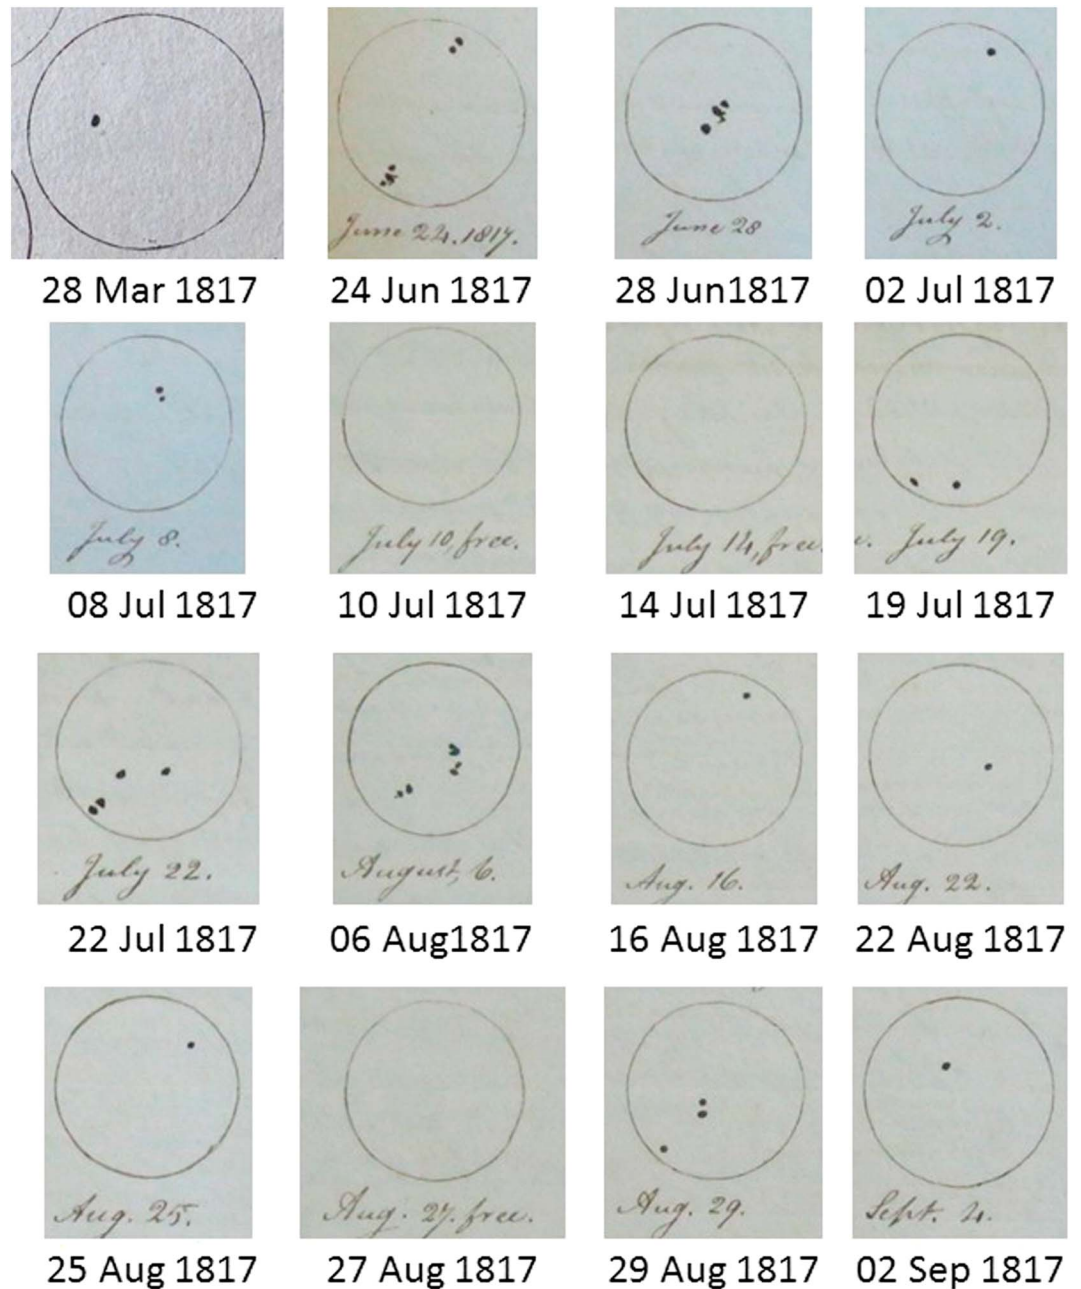 June 24. 1817.
June 28
July 2.
28 Mar 1817
24 Jun 1817
28 Jun1817
02 Jul 1817
July 8.
July 10, free.
July 14, free.
e. July 19.
08 Jul 1817
10 Jul 1817
14 Jul 1817
19 Jul 1817
July 22.
August, 6.
Aug. 16.
Aug. 22.
22 Jul 1817
06 Aug1817
16 Aug 1817
22 Aug 1817
Aug. 25.
Aug. 27. free.
Aug. 29.
Sept. 4.
25 Aug 1817
27 Aug 1817
29 Aug 1817
02 Sep 1817